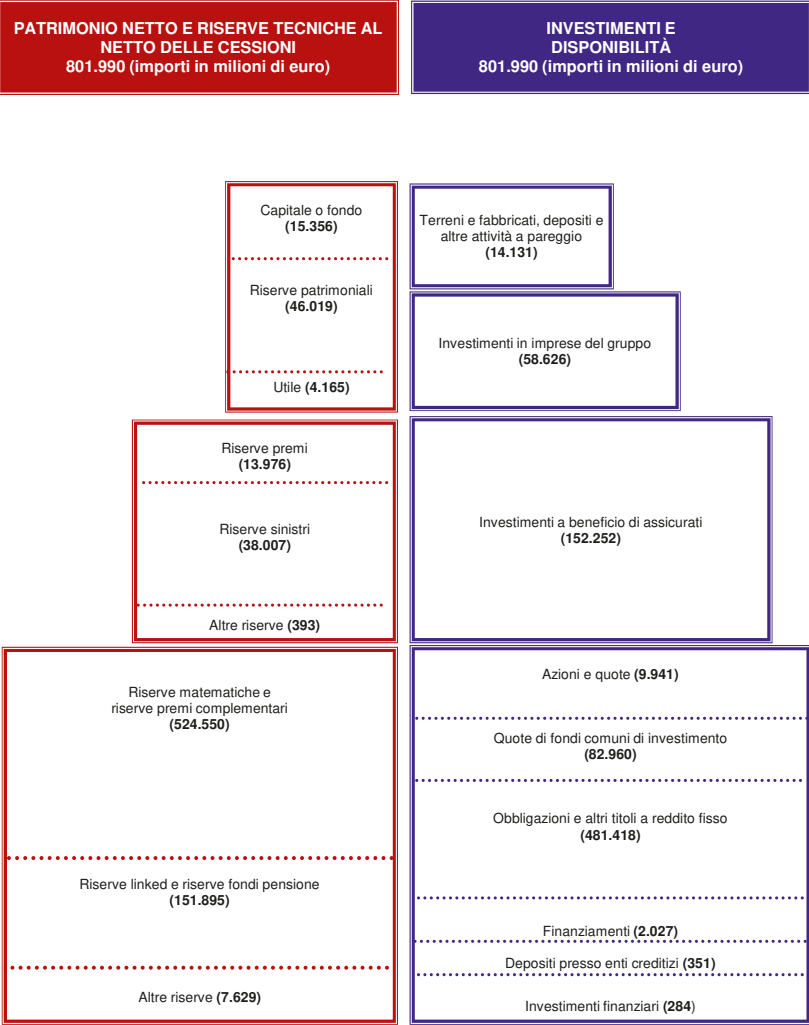 PATRIMONIO NETTO E RISERVE TECNICHE AL
NETTO DELLE CESSIONI
801.990 (importi in milioni di euro)
INVESTIMENTI E
DISPONIBILITÀ
801.990 (importi in milioni di euro)
Capitale o fondo
(15.356)
Riserve patrimoniali
(46.019)
Utile (4.165)
Riserve premi
(13.976)
Riserve sinistri
(38.007)
Altre riserve (393)
Riserve matematiche e
riserve premi complementari
(524.550)
Riserve linked e riserve fondi pensione
(151.895)
Altre riserve (7.629)
Terreni e fabbricati, depositi e
altre attività a pareggio
(14.131)
Investimenti in imprese del gruppo
(58.626)
Investimenti a beneficio di assicurati
(152.252)
Azioni e quote (9.941)
Quote di fondi comuni di investimento
(82.960)
Obbligazioni e altri titoli a reddito fisso
(481.418)
Finanziamenti (2.027)
Depositi presso enti creditizi (351)
Investimenti finanziari (284)